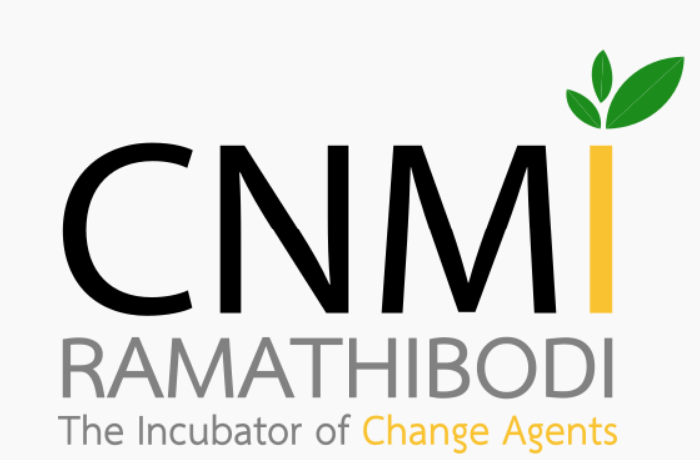 CNMI
RAMATHIBODI
The Incubator of Change Agents